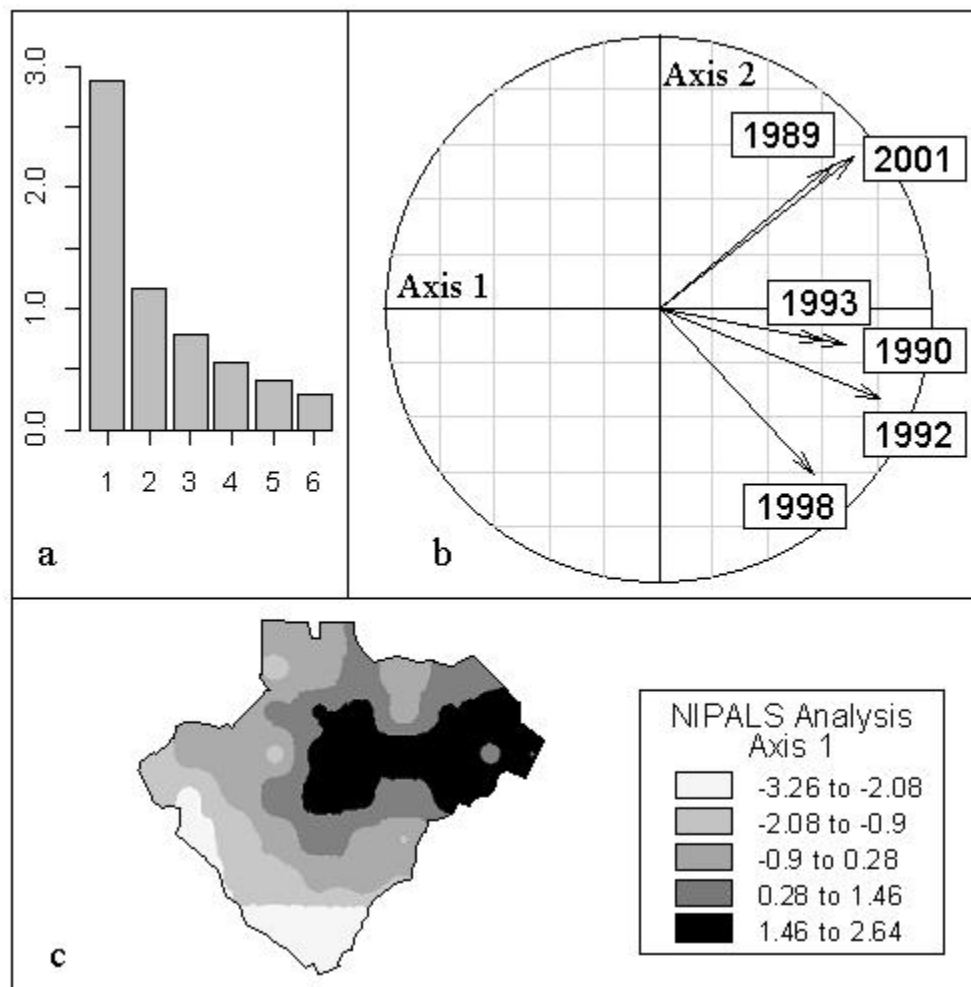 3.0
2.0
1.0
0.0
1 2 3 4 5 6
a
Axis 2
Axis 1
1989
2001
1993
1990
1992
1998
b
NIPALS Analysis
Axis 1
-3.26 to -2.08
-2.08 to -0.9
-0.9 to 0.28
0.28 to 1.46
1.46 to 2.64
c